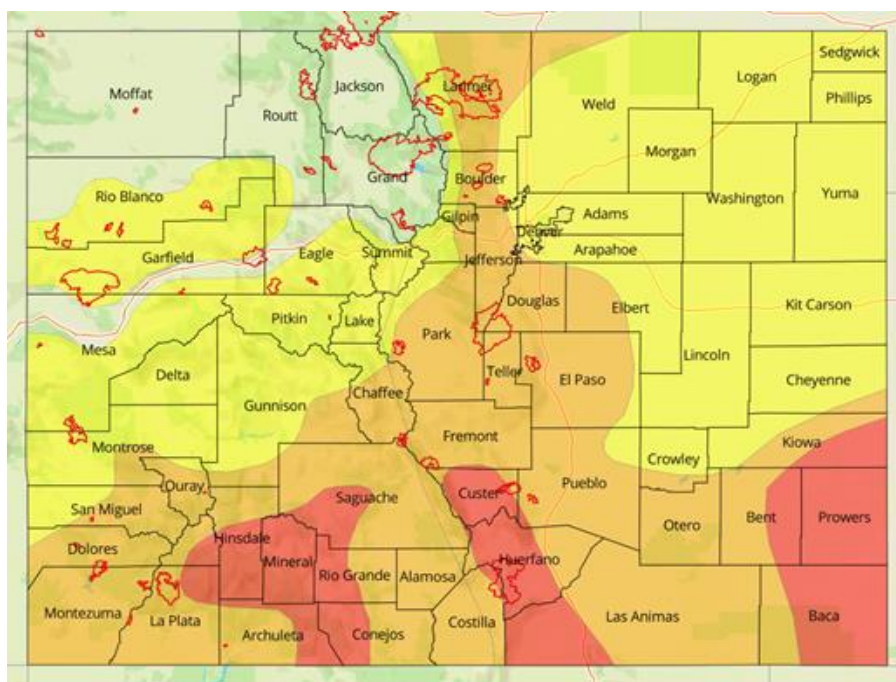 Sedgwick
Logan
Jackson
Larimer
Moffat
Phillips
Weld
Routt
Morgan
Grand
Boulder
Rio Blanco
Washington
Yuma
Gilpin
Adams
Denver
Eagle
Summit
Arapahoe
Garfield
Jefferson
Douglas
Elbert
Kit Carson
Pitkin
Lake
Park
Mesa
Lincoln
Delta
Teller
El Paso
Cheyenne
Chaffee
Gunnison
Fremont
Kiowa
Montrose
Crowley
Ouray
Custer
Pueblo
Saguache
San Miguel
Otero
Bent
Prowers
Hinsdale
Dolores
Mineral
Huerfano
Rio Grande
Alamosa
Montezuma
La Plata
Costilla
Las Animas
Baca
Archuleta
Conejos